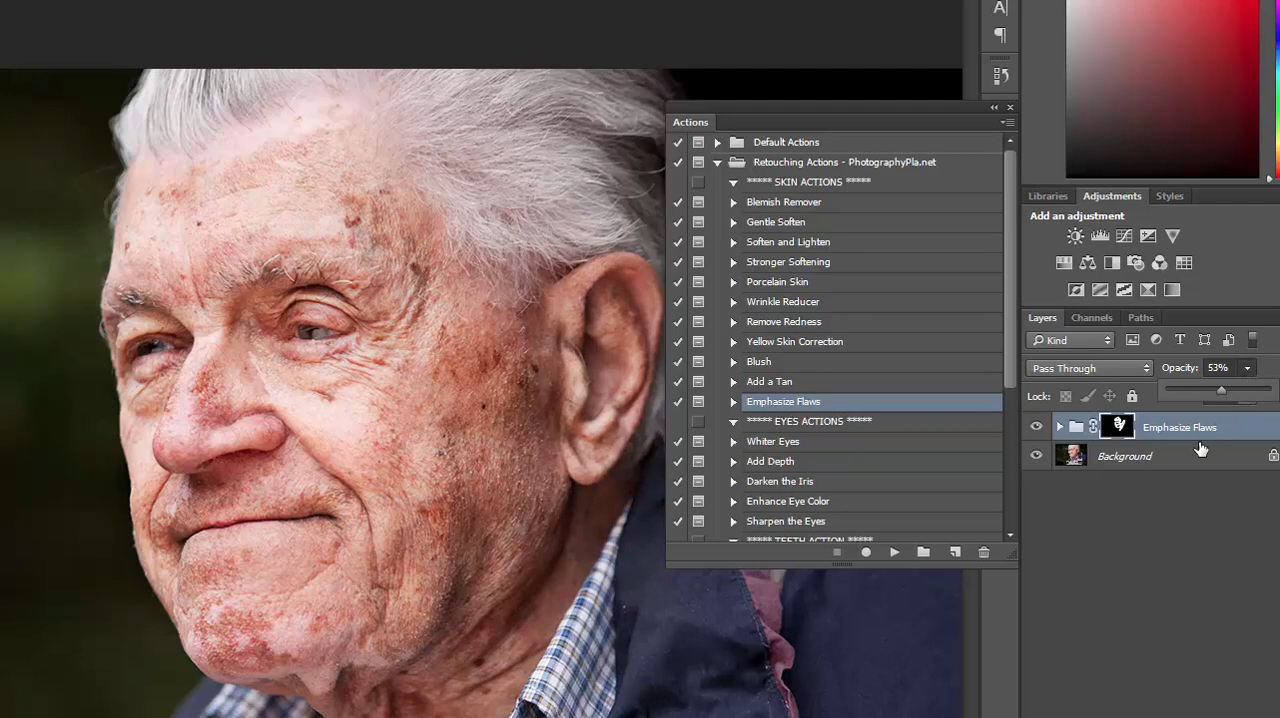 A|
¶
Actions
Default Actions
Retouching Actions - PhotographyPla.net
***** SKIN ACTIONS *****
Blemish Remover
Gentle Soften
Soften and Lighten
Stronger Softening
Porcelain Skin
Wrinkle Reducer
Remove Redness
Yellow Skin Correction
Blush
Add a Tan
Emphasize Flaws
***** EYES ACTIONS *****
Whiter Eyes
Add Depth
Darken the Iris
Enhance Eye Color
Sharpen the Eyes
***** TEETH ACTION *****
Libraries Adjustments Styles
Add an adjustment
Layers Channels Paths
Kind
Pass Through Opacity: 53%
Lock:
Emphasize Flaws
Background